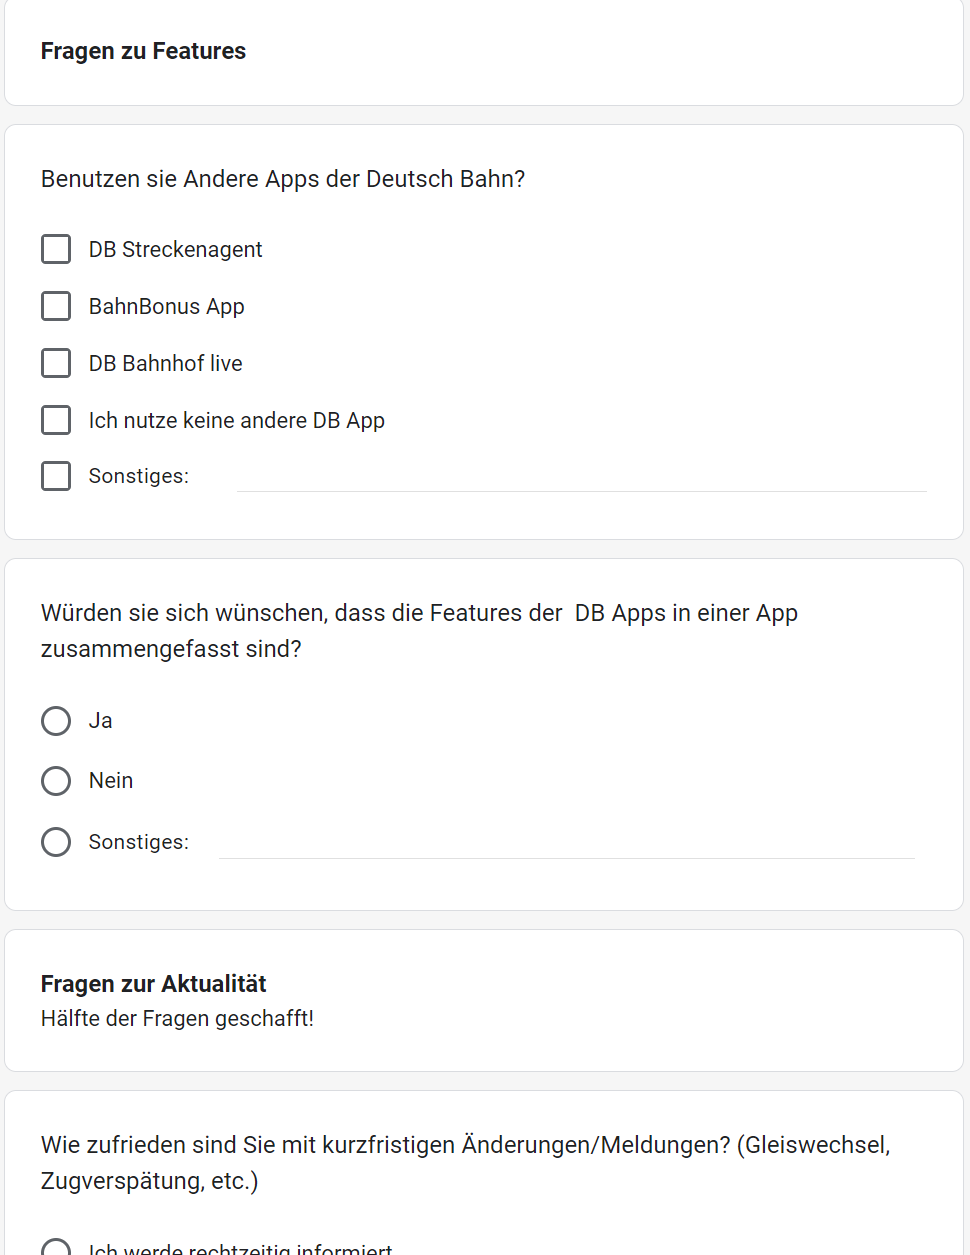 Fragen zu Features
Benutzen sie Andere Apps der Deutsch Bahn?
DB Streckenagent
BahnBonus App
DB Bahnhof live
Ich nutze keine andere DB App
Sonstiges:
Würden sie sich wünschen, dass die Features der  DB Apps in einer App
zusammengefasst sind?
Ja
Nein
Sonstiges:
Fragen zur Aktualität
Hälfte der Fragen geschafft!
Wie zufrieden sind Sie mit kurzfristigen Änderungen/Meldungen? (Gleiswechsel,
Zugverspätung, etc.)
Ich werde rechtzeitig informiert